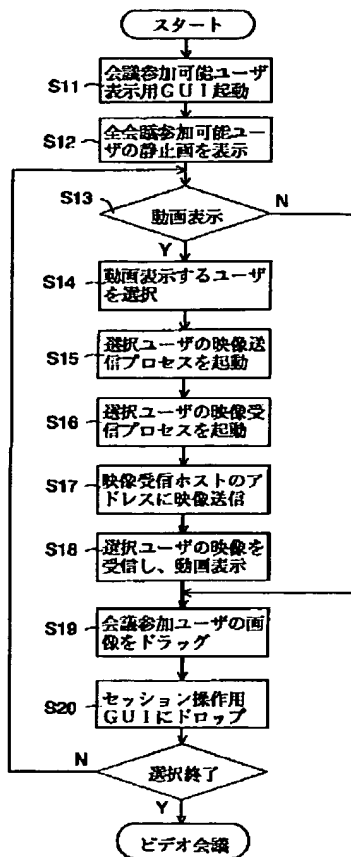 スタート
S11
会議参加可能ユーザ
表示用GUI起動
S12
全会議参加可能ユー
ザの静止画を表示
S13
動画表示
N
Y
S14
動画表示するユーザ
を選択
S15
選択ユーザの映像送
信プロセスを起動
S16
選択ユーザの映像受
信プロセスを起動
S17
映像受信ホストのア
ドレスに映像送信
S18
選択ユーザの映像を
受信し、動画表示
S19
会議参加ユーザの画
像をドラッグ
S20
セッション操作用
GUIにドロップ
N
選択終了
Y
ビデオ会議